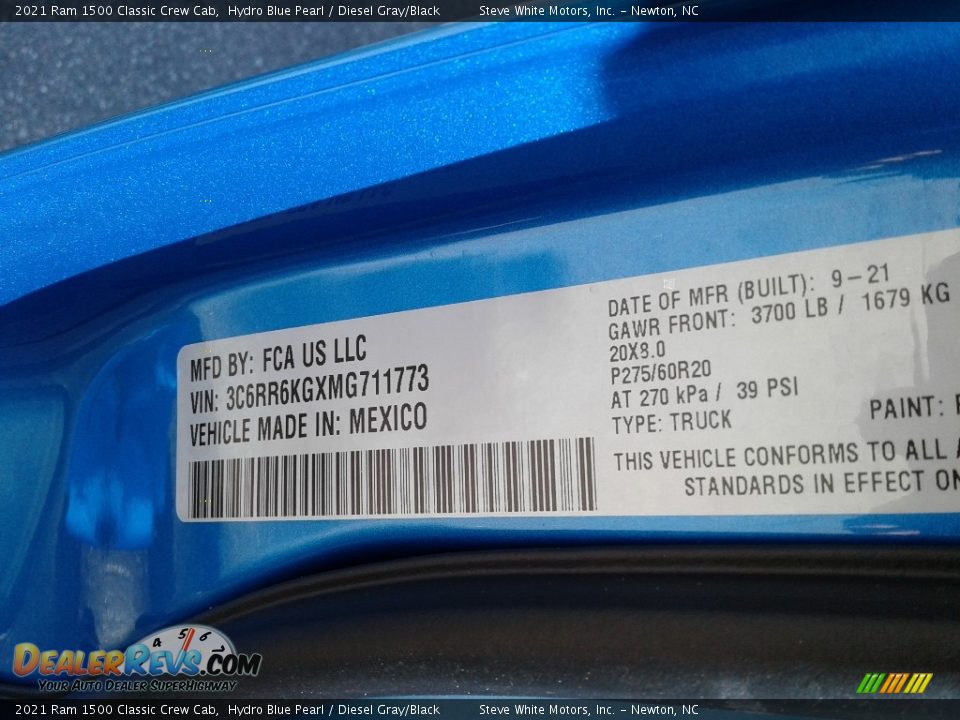 2021 Ram 1500 Classic Crew Cab, Hydro Blue Pearl / Diesel Gray/Black Steve White Motors, Inc. – Newton, NC
MFD BY: FCA US LLC
VIN: 3C6RR6KGXMG711773
VEHICLE MADE IN: MEXICO
DATE OF MFR (BUILT): 9–21
GAWR FRONT: 3700 LB / 1679 KG
20X8.0
P275/60R20
AT 270 kPa / 39 PSI
TYPE: TRUCK
PAINT:
THIS VEHICLE CONFORMS TO ALL
STANDARDS IN EFFECT ON
4 5 6
DEALERREVS.COM
YOUR AUTO DEALER SUPERHIGHWAY
2021 Ram 1500 Classic Crew Cab, Hydro Blue Pearl / Diesel Gray/Black Steve White Motors, Inc. – Newton, NC